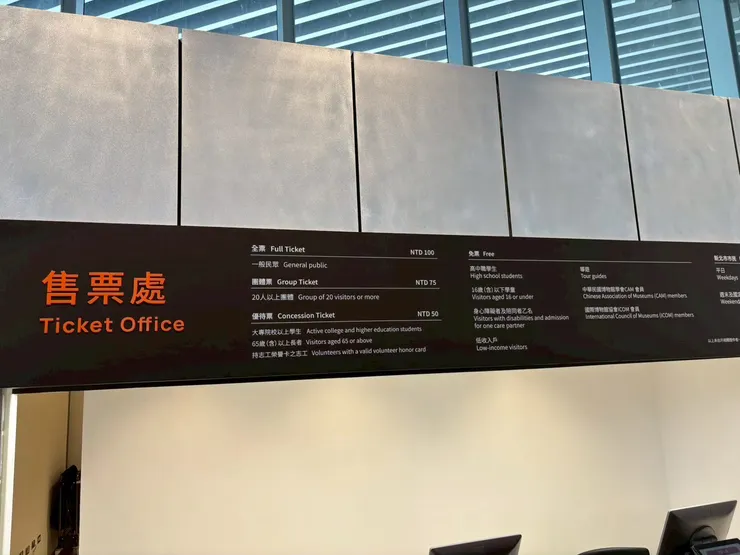 售票處
Ticket Office
全票 Full Ticket NTD 100
一般民眾 General public
團體票 Group Ticket NTD 75
20人以上團體 Group of 20 visitors or more
優待票 Concession Ticket NTD 50
大專院校以上學生 Active college and higher education students
65歲(含)以上長者 Visitors aged 65 or above
持志工榮譽卡之志工 Volunteers with a valid volunteer honor card
免票 Free
高中職學生
High school students
16歲(含)以下學童
Visitors aged 16 or under
身心障礙者及陪同者乙名
Visitors with disabilities and admission
for one care partner
低收入戶
Low-income visitors
導遊
Tour guides
中華民國博物館學會CAM 會員
Chinese Association of Museums (CAM) members
國際博物館協會ICOM 會員
International Council of Museums (ICOM) members
新北市市民
平日
Weekdays